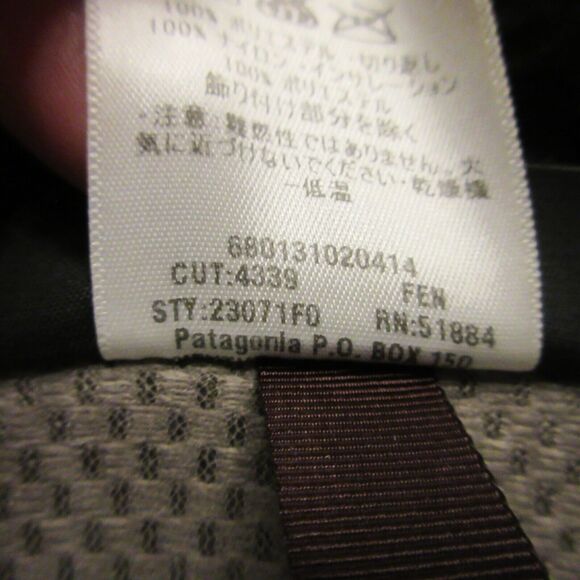 100% ポリエステル・切り返し
100% ナイロン・インサレーション
100% ポリエステル
飾り付け部分を除く
・注意：難燃性ではありません。火
気に近づけないでください・乾燥機
－低温
680131020414
CUT:4339 FEN
STY:23071F0 RN:51884
Patagonia P.O. BOX 150